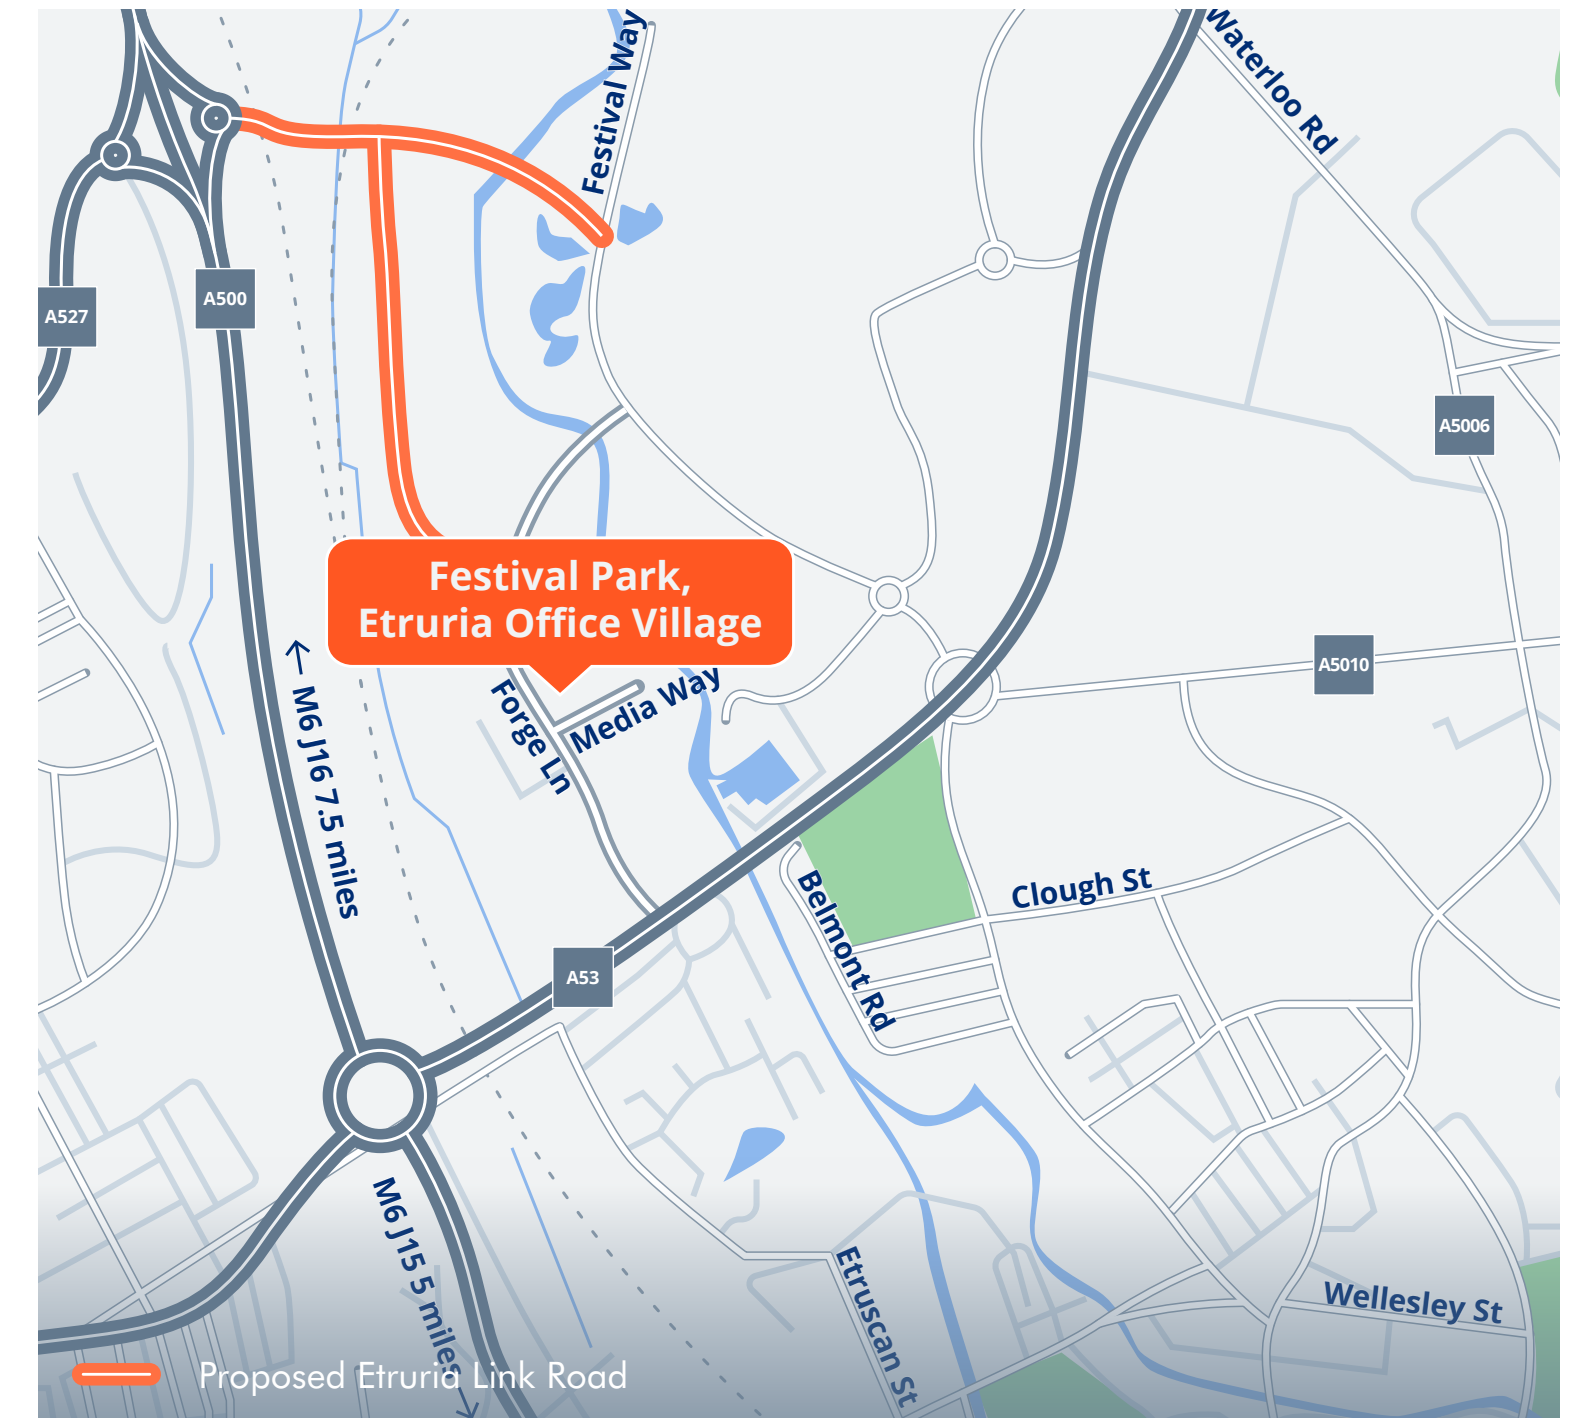 Festival Way
Waterloo Rd
A527
A500
A5006
Festival Park,
Etruria Office Village
A5010
Forge Ln
Media Way
M6 J16 7.5 miles
Belmont Rd
Clough St
A53
M6 J15 5 miles
Etruscan St
Wellesley St
Proposed Etruria Link Road